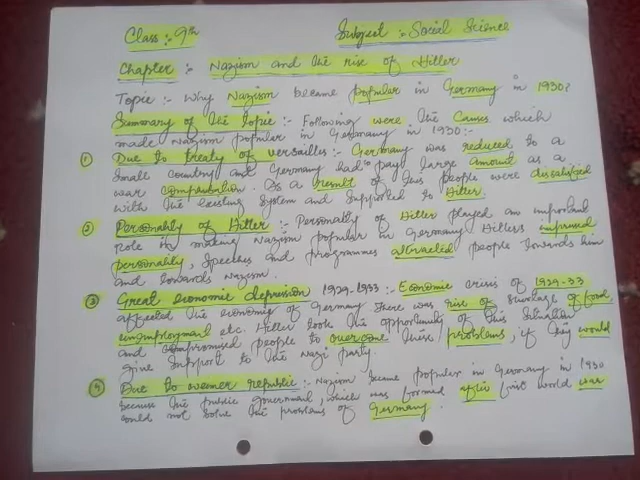 Class :- 9th Subject :- Social Science
Chapter :- Nazism and the rise of Hitler
Topic :- Why Nazism became popular in Germany in 1930?
Summary of the topic :- Following were the causes which
made Nazism popular in Germany in 1930:-
① Due to treaty of versailles :- Germany was reduced to a
small country and Germany had to pay large amount as a
war compensation. As a result of this people were dissatisfied
with the existing system and supported to Hitler.
② Personality of Hitler :- Personality of Hitler played an important
role in making Nazism popular in Germany Hitlers
personality, speeches and programmes attracted people towards him
and towards Nazism.
③ Great economic depression 1929-1933 :- Economic crisis of 1929-33
affected the economy of Germany there was rise of shortage of food
unemployment etc. Hitler took the opportunity of this situation
and people to overcome these problems, if they would
give support to the Nazi party.
④ Due to weimer republic :- Nazism became popular in Germany in 1930
because the government, which was formed after first world war
could not solve the problems of Germany.